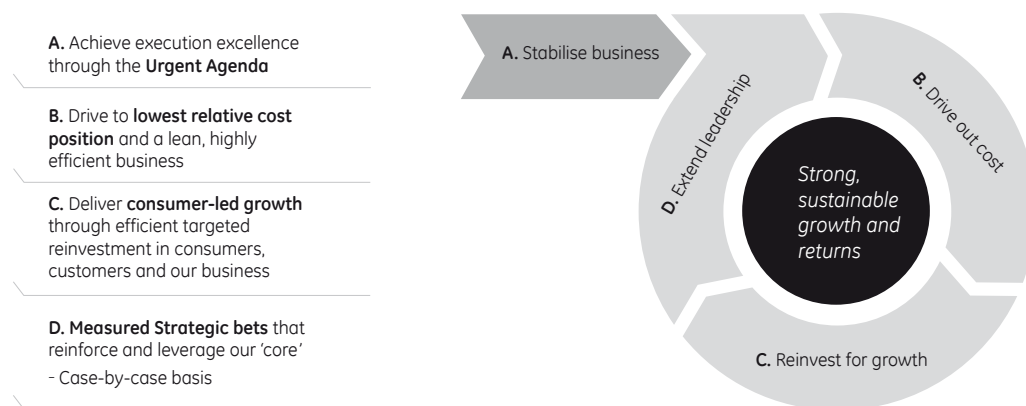 A. Achieve execution excellence
through the Urgent Agenda
B. Drive to lowest relative cost
position and a lean, highly
efficient business
C. Deliver consumer-led growth
through efficient targeted
reinvestment in consumers,
customers and our business
D. Measured Strategic bets that
reinforce and leverage our ‘core’
- Case-by-case basis
A. Stabilise business
B. Drive out cost
C. Reinvest for growth
D. Extend leadership
Strong,
sustainable
growth and
returns